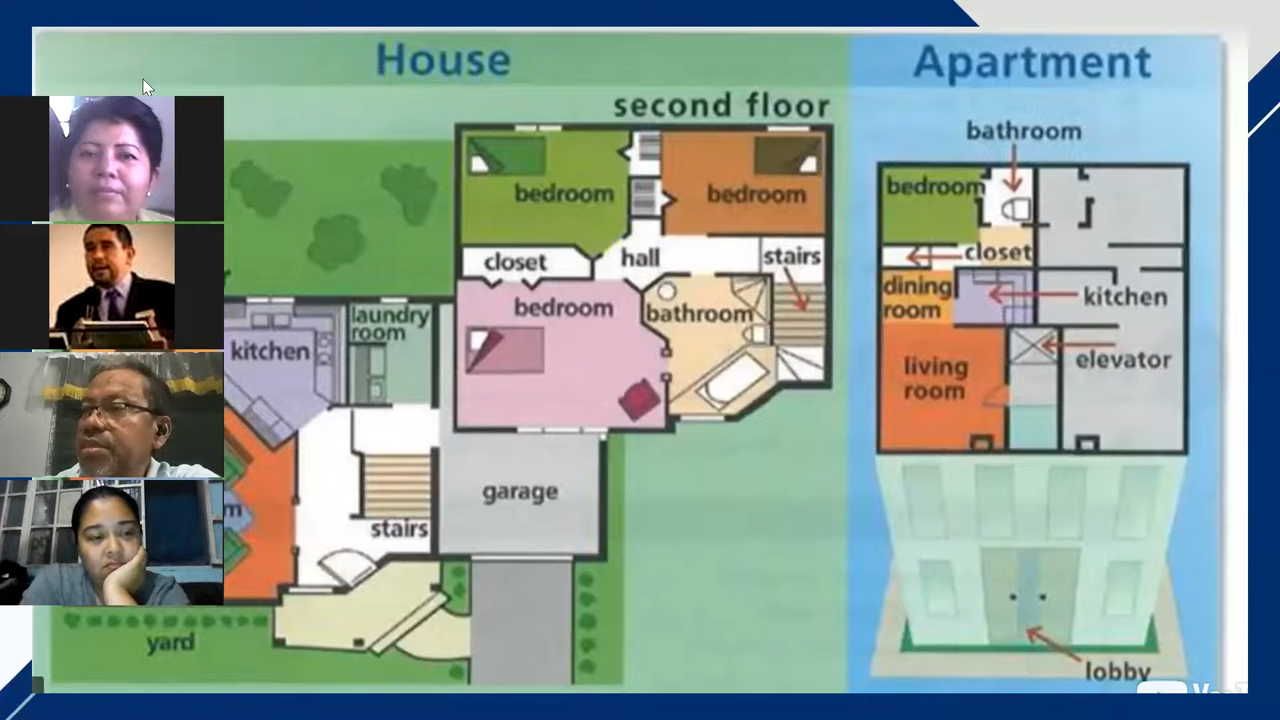 House
Apartment
second floor
bathroom
bedroom
bedroom
bedroom
closet
hall
stairs
closet
bedroom
bathroom
dining
room
kitchen
laundry
room
kitchen
elevator
living
room
garage
stairs
yard
lobby